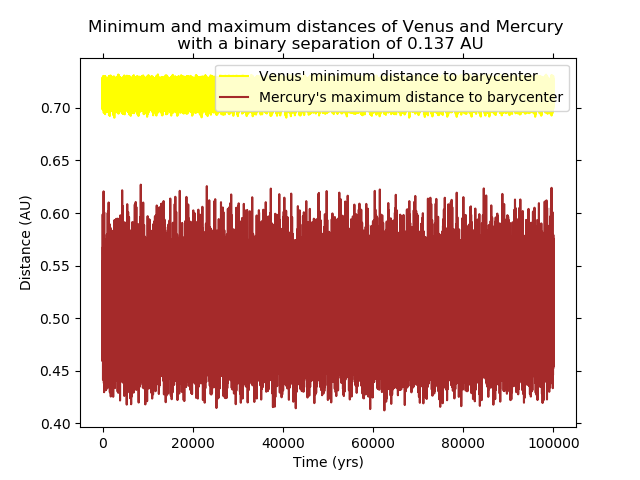 Minimum and maximum distances of Venus and Mercury
with a binary separation of 0.137 AU
Venus' minimum distance to barycenter
Mercury's maximum distance to barycenter
0.70
0.65
0.60
0.55
0.50
0.45
0.40
Distance (AU)
0 20000 40000 60000 80000 100000
Time (yrs)